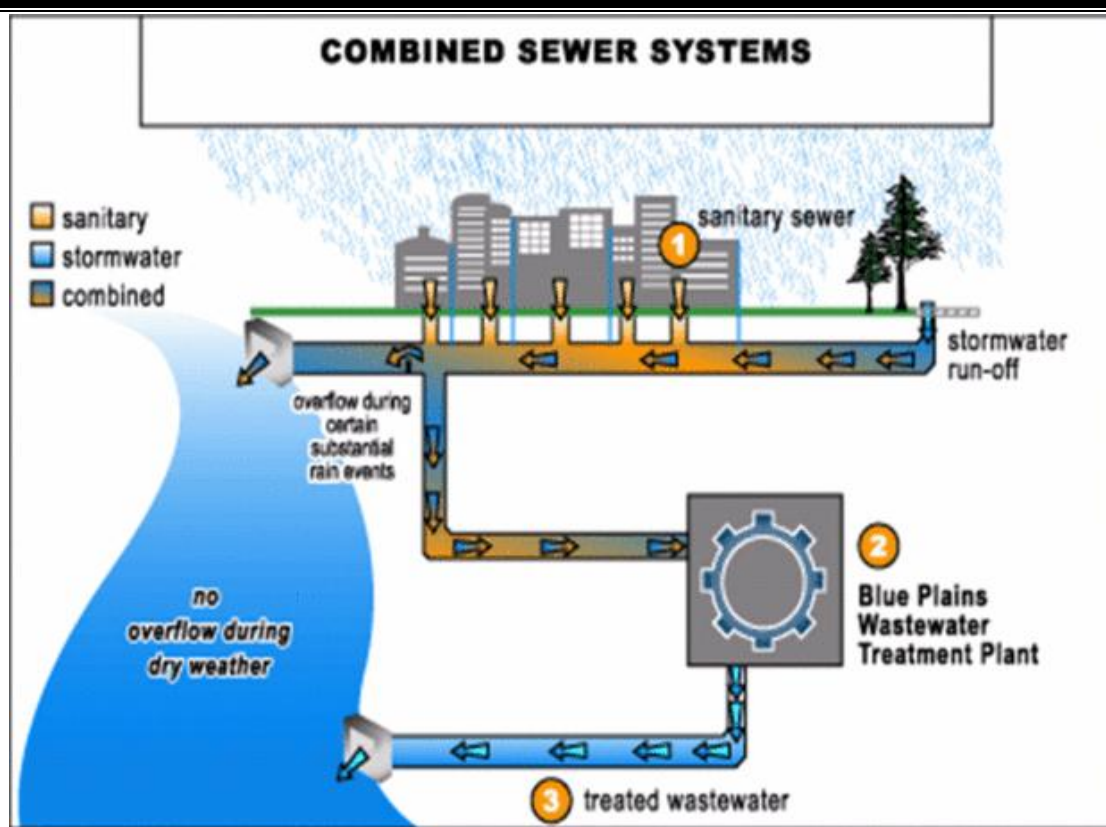 COMBINED SEWER SYSTEMS
sanitary
stormwater
combined
1
sanitary sewer
stormwater
run-off
overflow during
certain
substantial
rain events
no
overflow during
dry weather
2
Blue Plains
Wastewater
Treatment Plant
3 treated wastewater